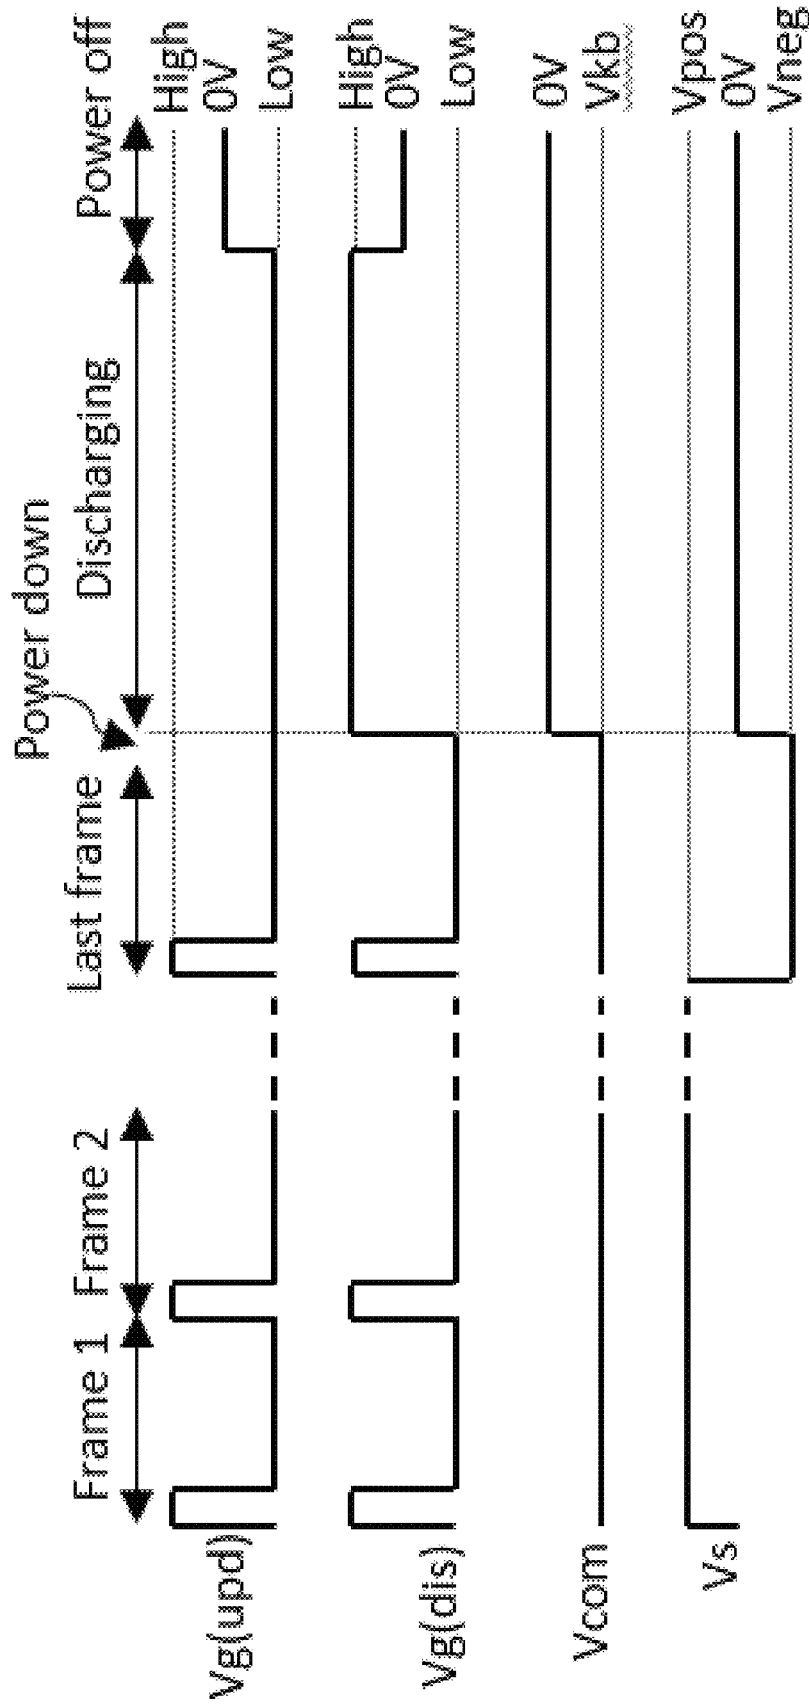 Power down
Frame 1
Frame 2
Last frame
Discharging
Power off
Vg(upd)
High
0V
Low
Vg(dis)
High
0V
Low
Vcom
0V
Vkb
Vs
Vpos
0V
Vneg